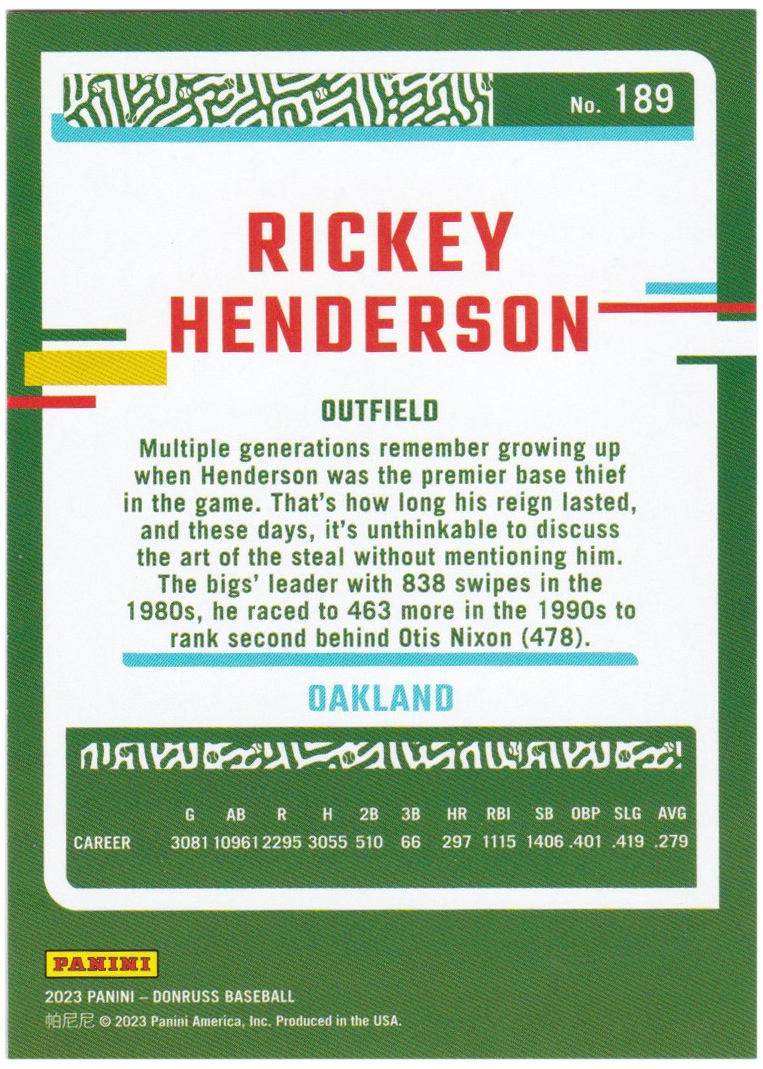 No. 189
RICKEY
HENDERSON
OUTFIELD
Multiple generations remember growing up
when Henderson was the premier base thief
in the game. That's how long his reign lasted,
and these days, it's unthinkable to discuss
the art of the steal without mentioning him.
The bigs' leader with 838 swipes in the
1980s, he raced to 463 more in the 1990s to
rank second behind Otis Nixon (478).
OAKLAND
G AB R H 2B 3B HR RBI SB OBP SLG AVG
CAREER 3081 10961 2295 3055 510 66 297 1115 1406 .401 .419 .279
PANINI
2023 PANINI – DONRUSS BASEBALL
帕尼尼 © 2023 Panini America, Inc. Produced in the USA.